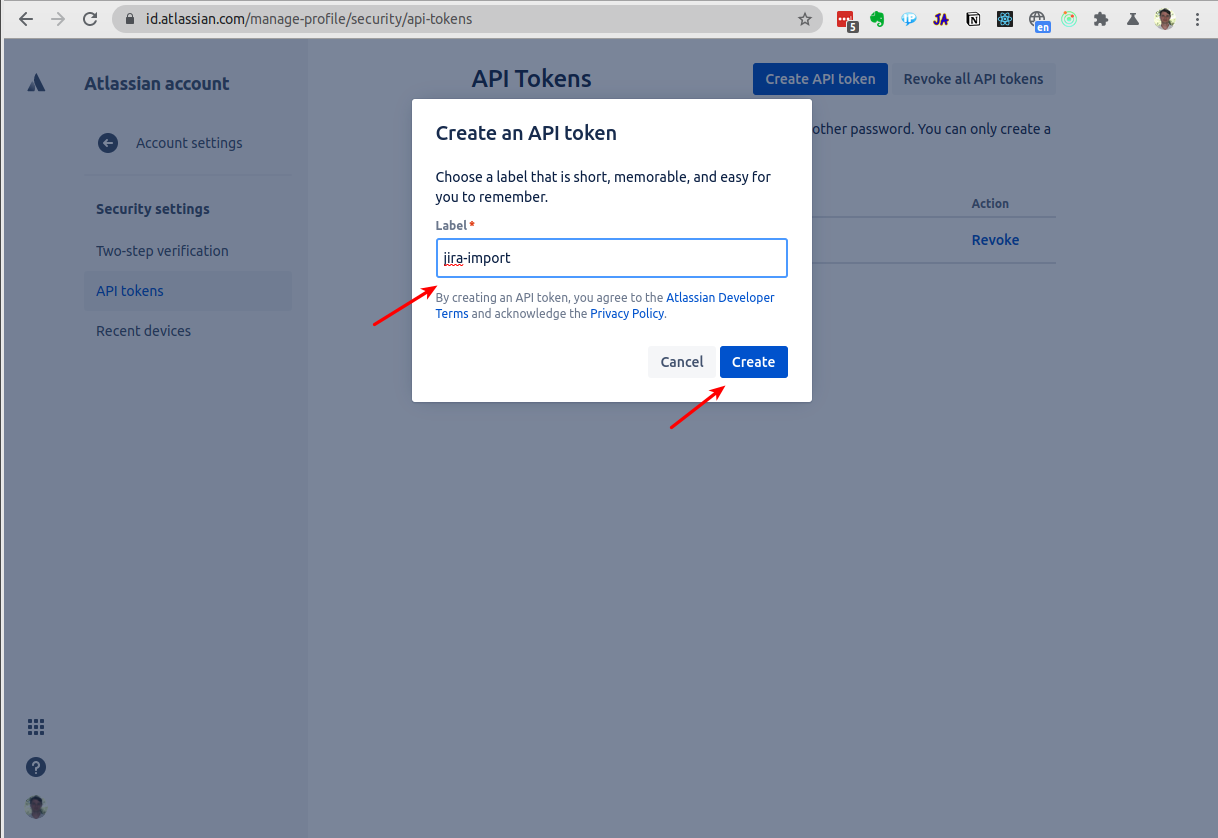 id.atlassian.com/manage-profile/security/api-tokens
5
JA
en
Atlassian account
Account settings
Security settings
Two-step verification
API tokens
Recent devices
API Tokens
Create API token
Revoke all API tokens
other password. You can only create a
Action
Revoke
Create an API token
Choose a label that is short, memorable, and easy for
you to remember.
Label *
jira-import
By creating an API token, you agree to the Atlassian Developer
Terms and acknowledge the Privacy Policy.
Cancel
Create